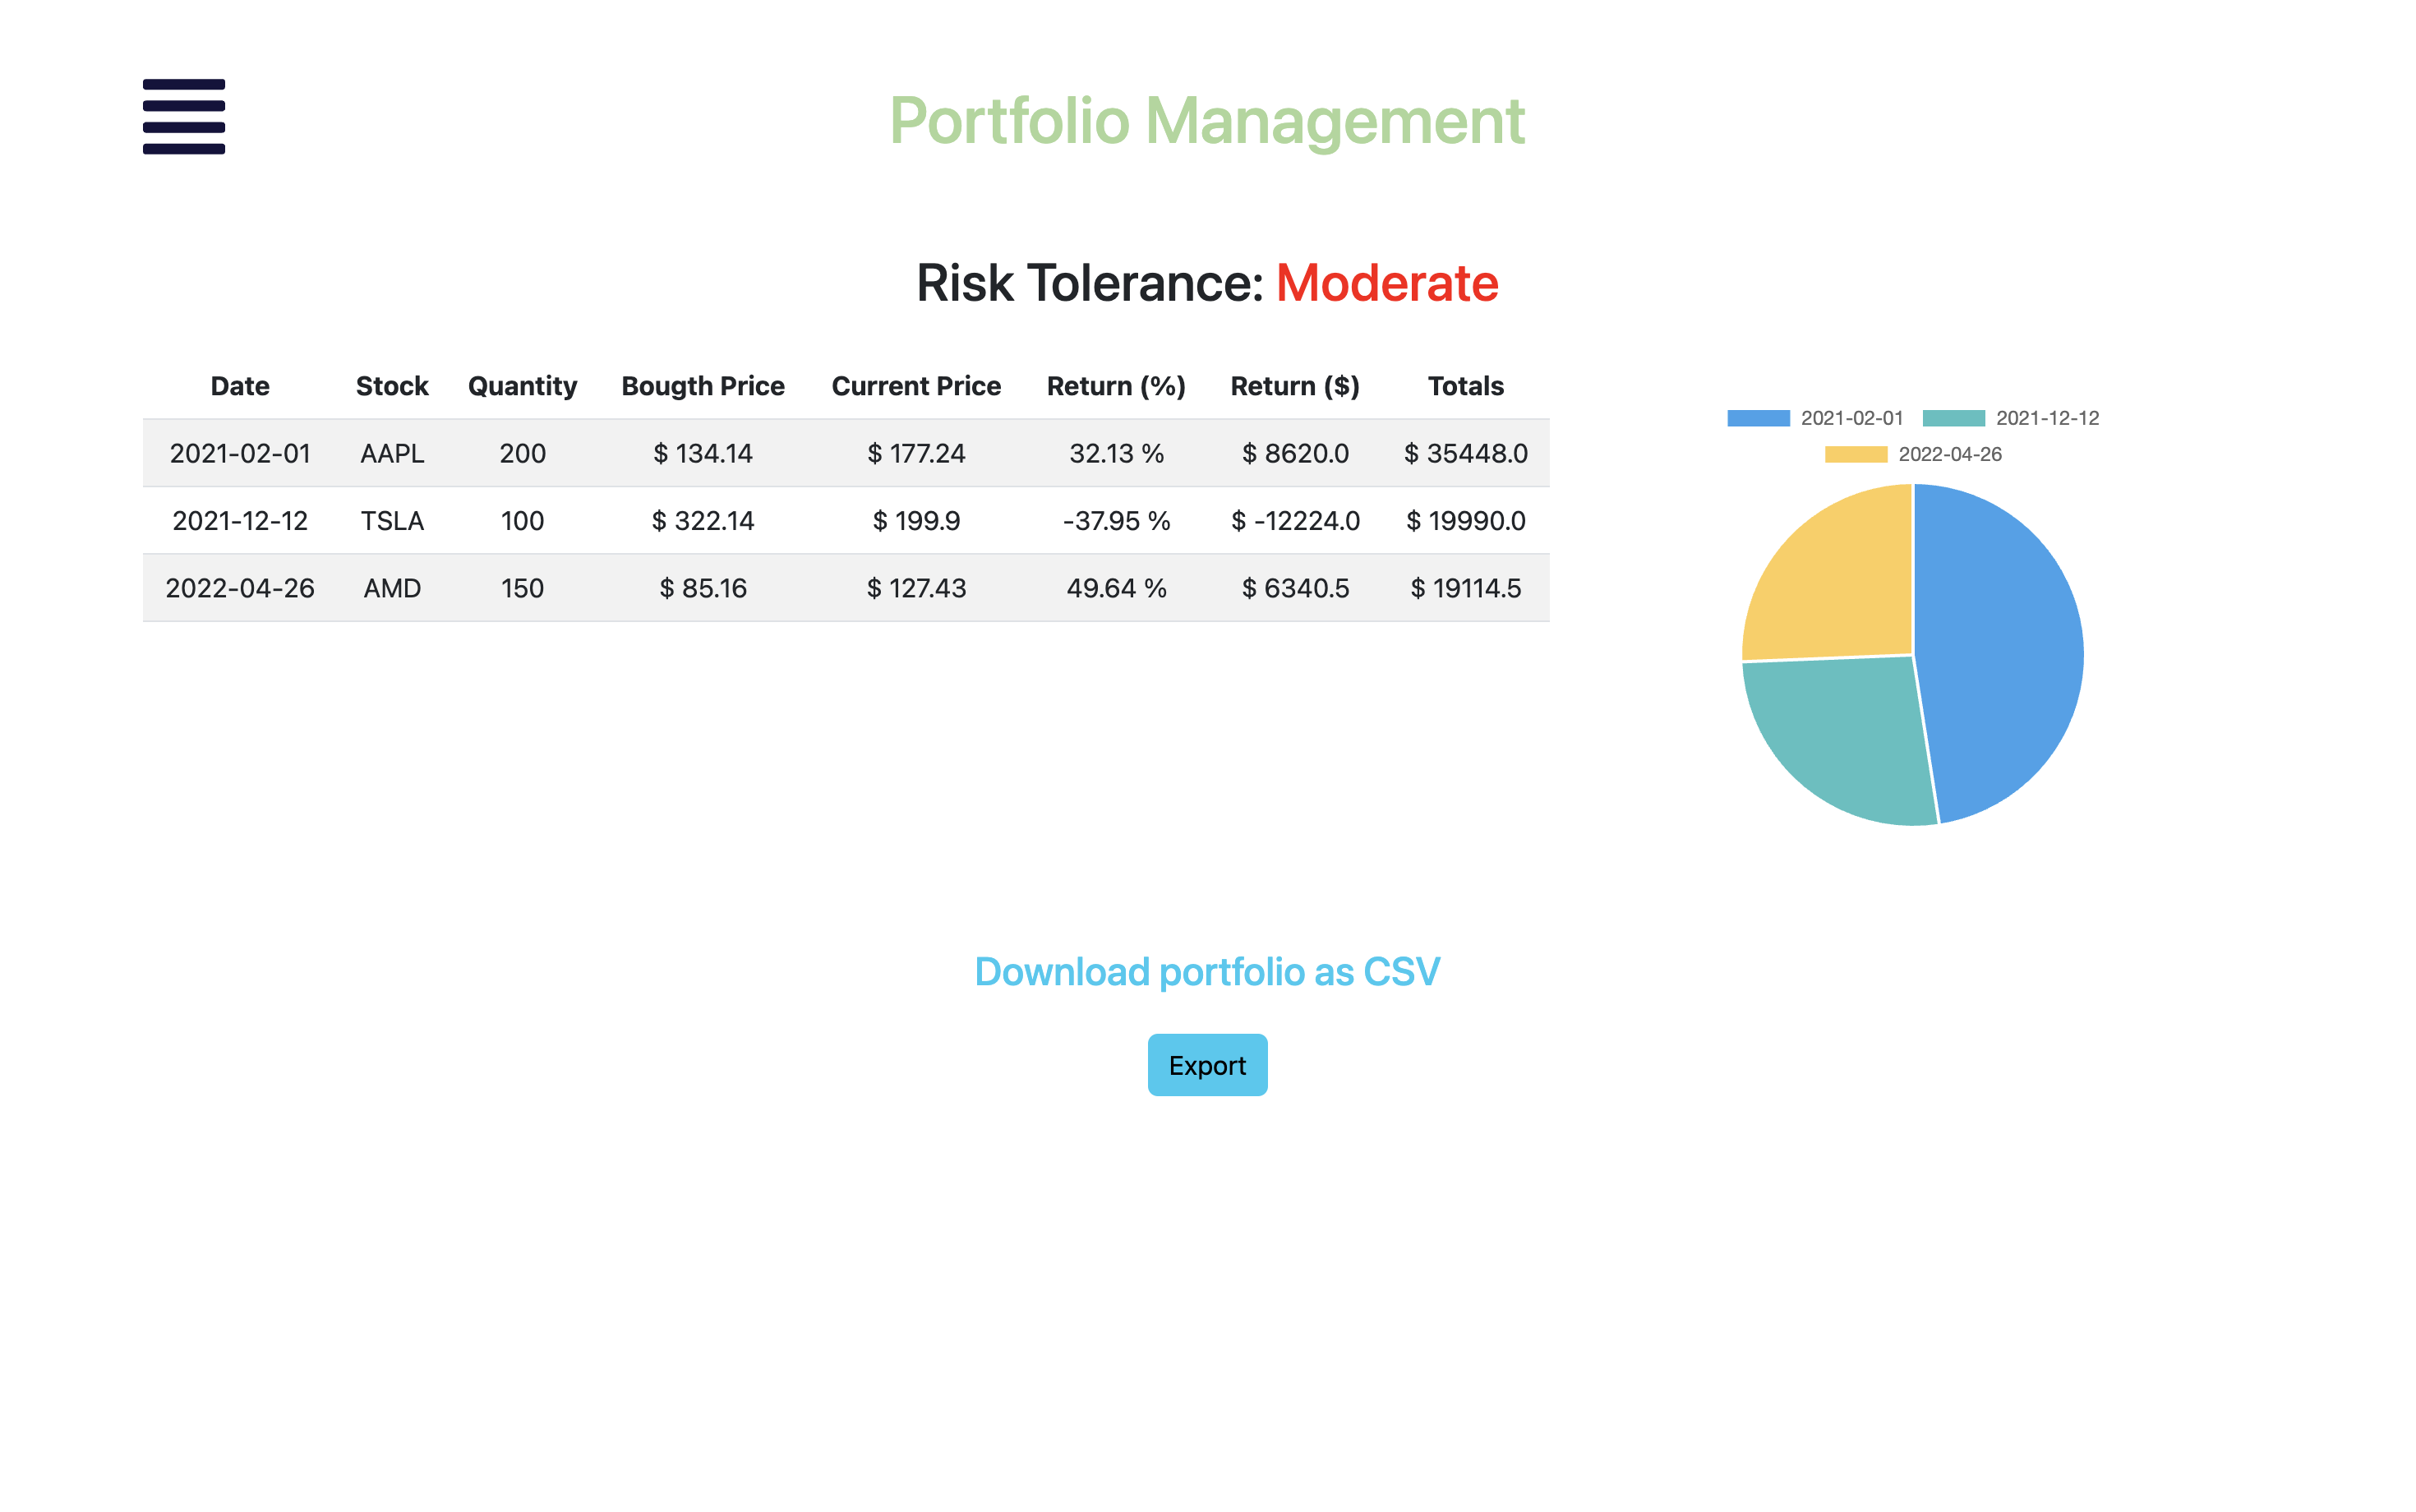 Portfolio Management
Risk Tolerance: Moderate
Date Stock Quantity Bougth Price Current Price Return (%) Return ($) Totals
2021-02-01 AAPL 200 $ 134.14 $ 177.24 32.13 % $ 8620.0 $ 35448.0
2021-12-12 TSLA 100 $ 322.14 $ 199.9 -37.95 % $ -12224.0 $ 19990.0
2022-04-26 AMD 150 $ 85.16 $ 127.43 49.64 % $ 6340.5 $ 19114.5
2021-02-01 2021-12-12
2022-04-26
Download portfolio as CSV
Export